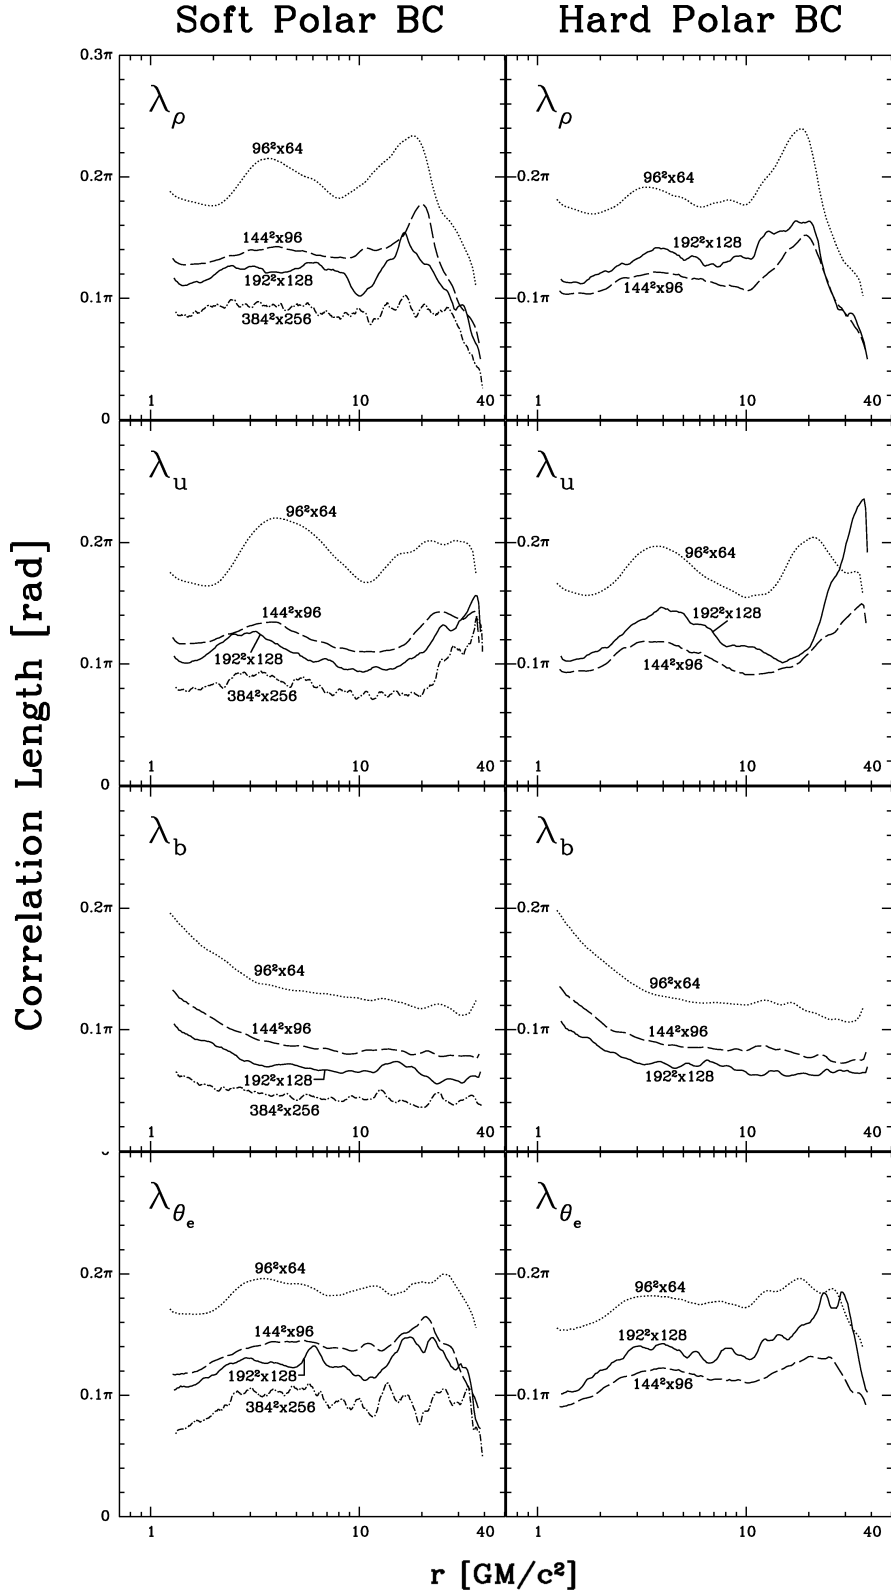 Soft Polar BC Hard Polar BC
Correlation Length [rad]
0.3π
λρ λρ
96²x64 96²x64
0.2π 0.2π
144²x96 192²x128
192²x128 144²x96
0.1π 0.1π
384²x256
1 10 40 1 10 40
0
λu λu
96²x64 96²x64
0.2π 0.2π
144²x96 192²x128
192²x128 144²x96
0.1π 0.1π
384²x256
1 10 40 1 10 40
0
λb λb
0.2π 0.2π
96²x64 96²x64
144²x96 144²x96
0.1π 0.1π
192²x128 192²x128
384²x256
1 10 40 1 10 40
λθe λθe
96²x64 96²x64
0.2π 0.2π
144²x96 192²x128
192²x128 144²x96
0.1π 0.1π
384²x256
0
1 10 40 1 10 40
r [GM/c²]